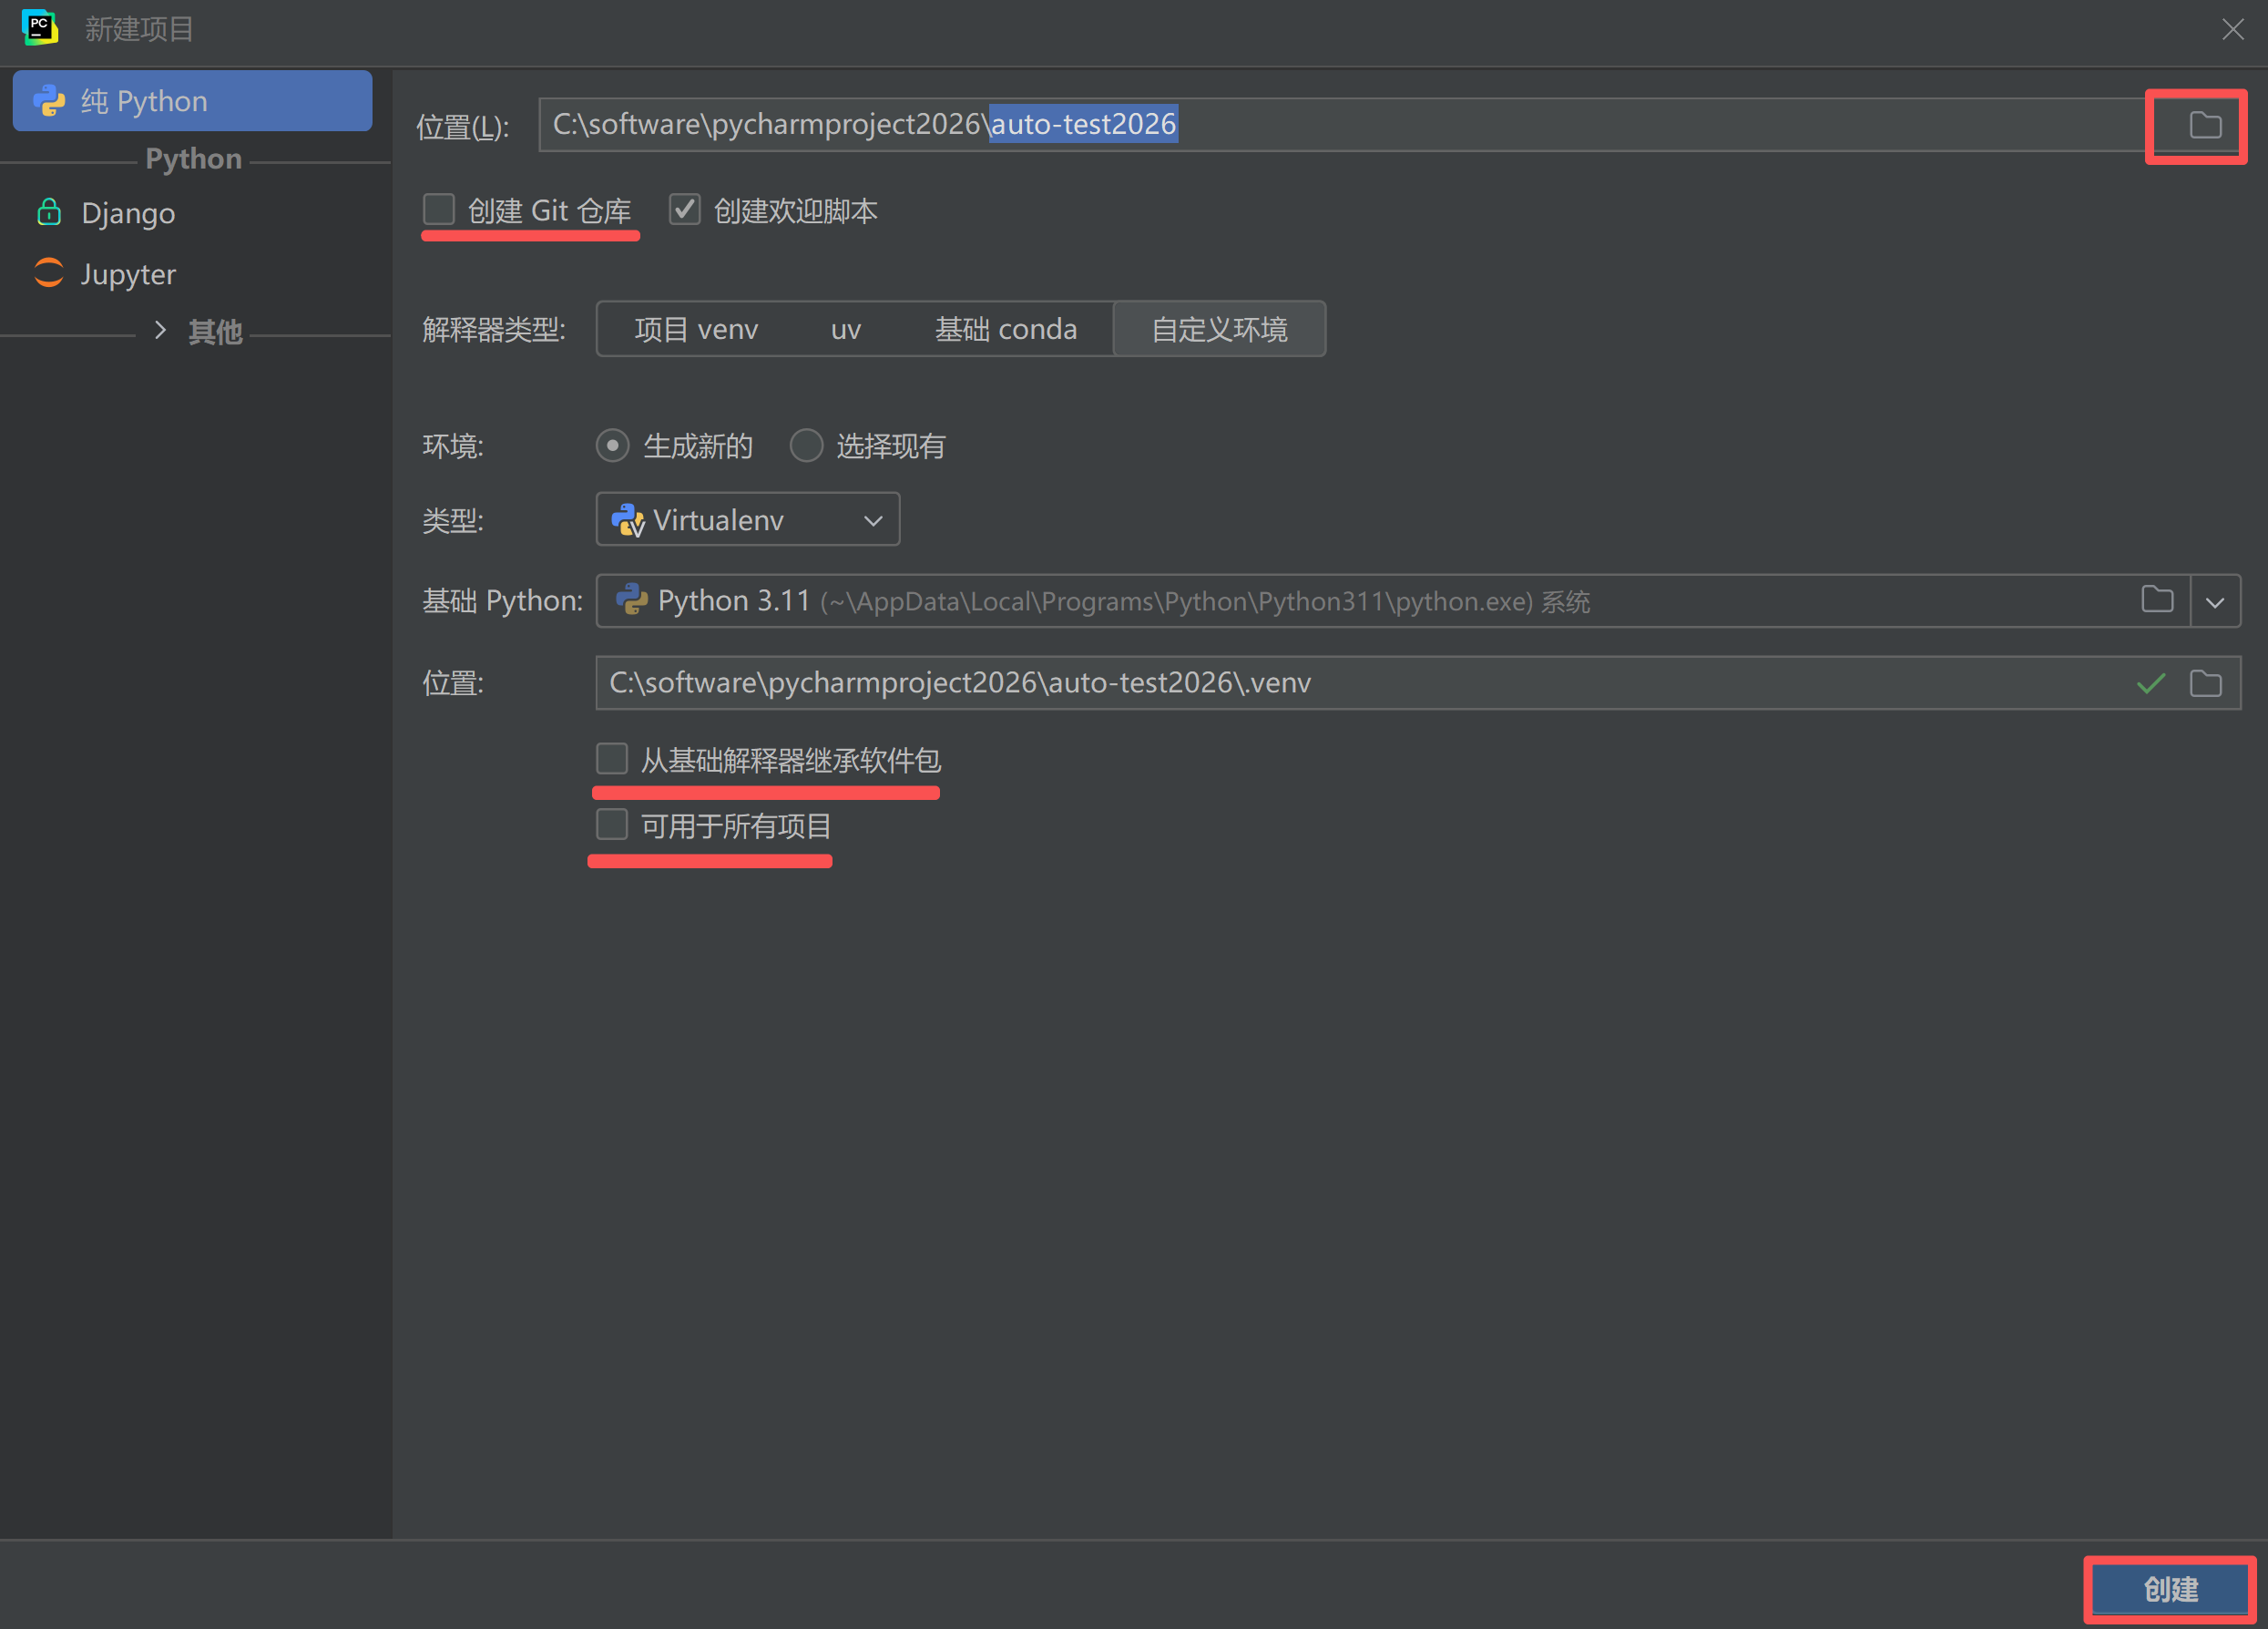 PC 新建项目
纯 Python
Python
Django
Jupyter
其他
位置(L): C:\software\pycharmproject2026\auto-test2026
创建 Git 仓库 创建欢迎脚本
解释器类型: 项目 venv uv 基础 conda 自定义环境
环境: 生成新的 选择现有
类型: Virtualenv
基础 Python: Python 3.11 (~\AppData\Local\Programs\Python\Python311\python.exe) 系统
位置: C:\software\pycharmproject2026\auto-test2026\.venv
从基础解释器继承软件包
可用于所有项目
创建